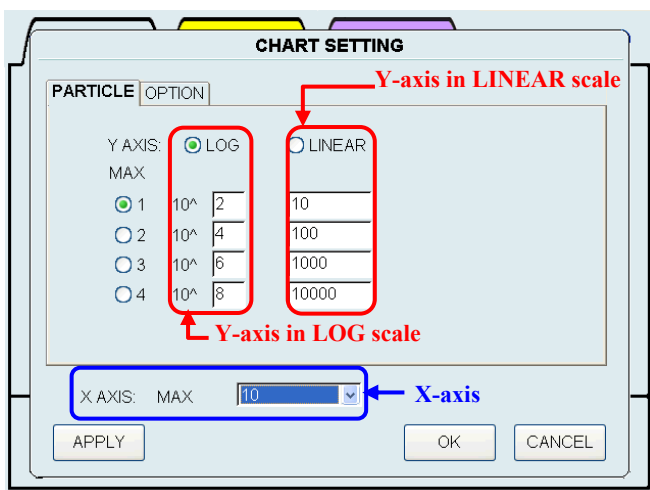 CHART SETTING
Y-axis in LINEAR scale
PARTICLE OPTION
Y AXIS: LOG LINEAR
MAX
1 10^ 2 10
2 10^ 4 100
3 10^ 6 1000
4 10^ 8 10000
Y-axis in LOG scale
X AXIS: MAX 10 X-axis
APPLY OK CANCEL